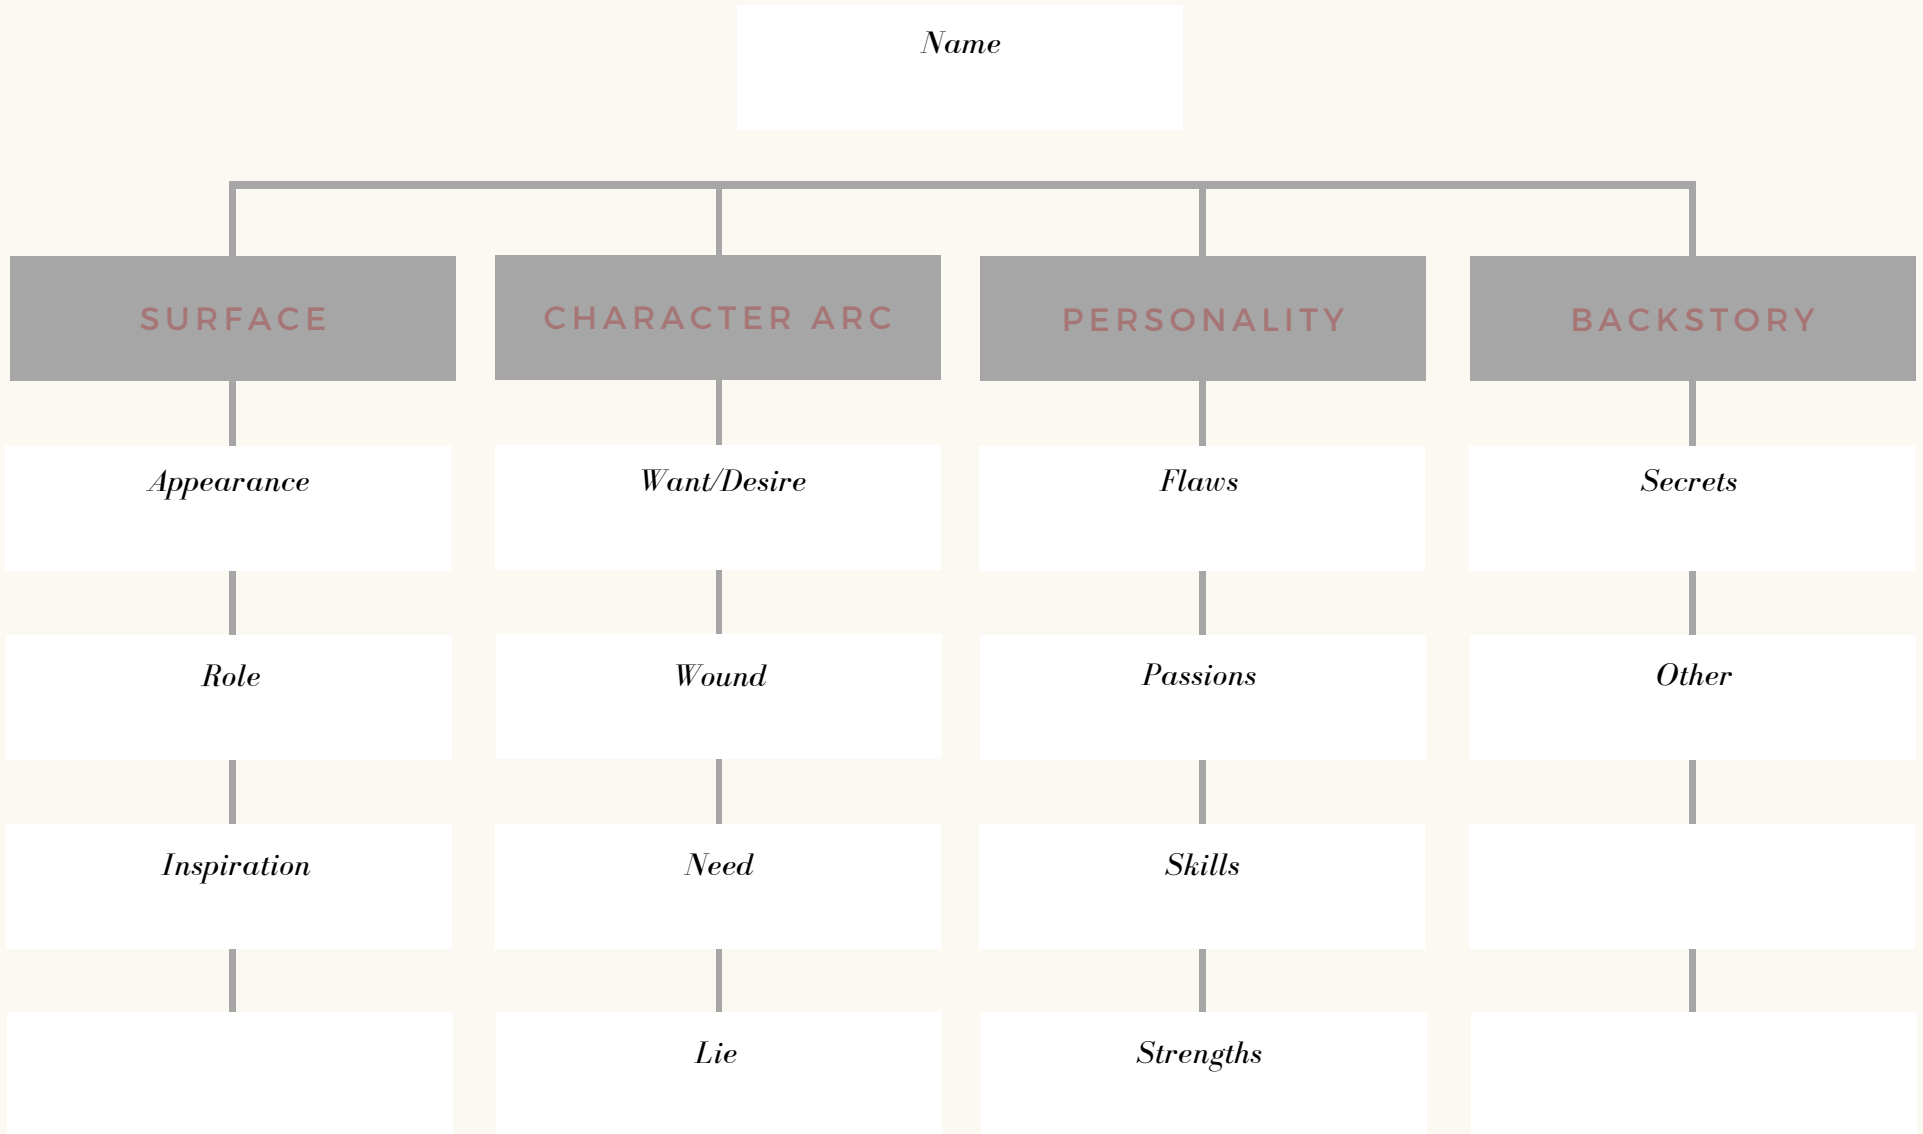 Name
SURFACE
CHARACTER ARC
PERSONALITY
BACKSTORY
Appearance
Want/Desire
Flaws
Secrets
Role
Wound
Passions
Other
Inspiration
Need
Skills
Lie
Strengths